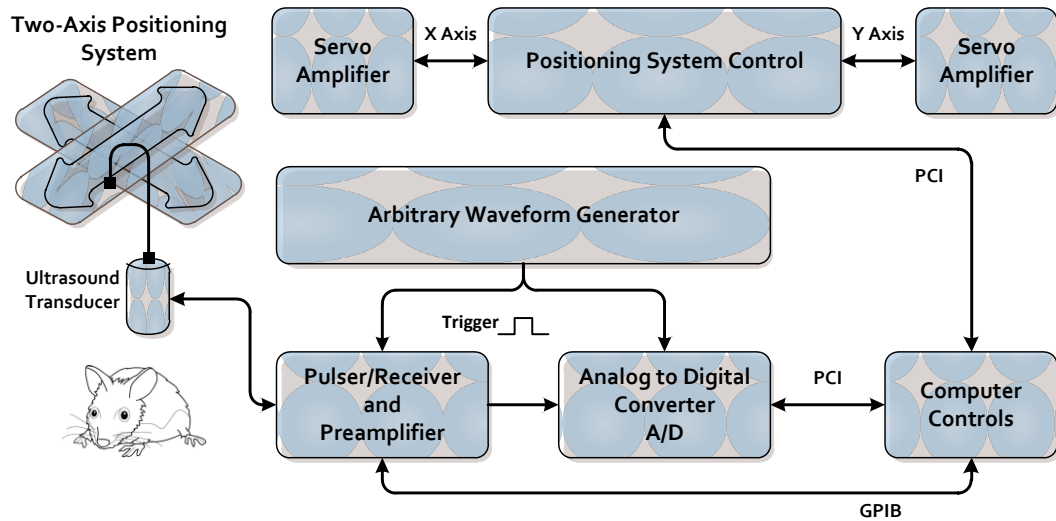 Two-Axis Positioning
System
Servo
Amplifier
X Axis
Positioning System Control
Y Axis
Servo
Amplifier
PCI
Arbitrary Waveform Generator
Ultrasound
Transducer
Trigger
Pulser/Receiver
and
Preamplifier
Analog to Digital
Converter
A/D
PCI
Computer
Controls
GPIB